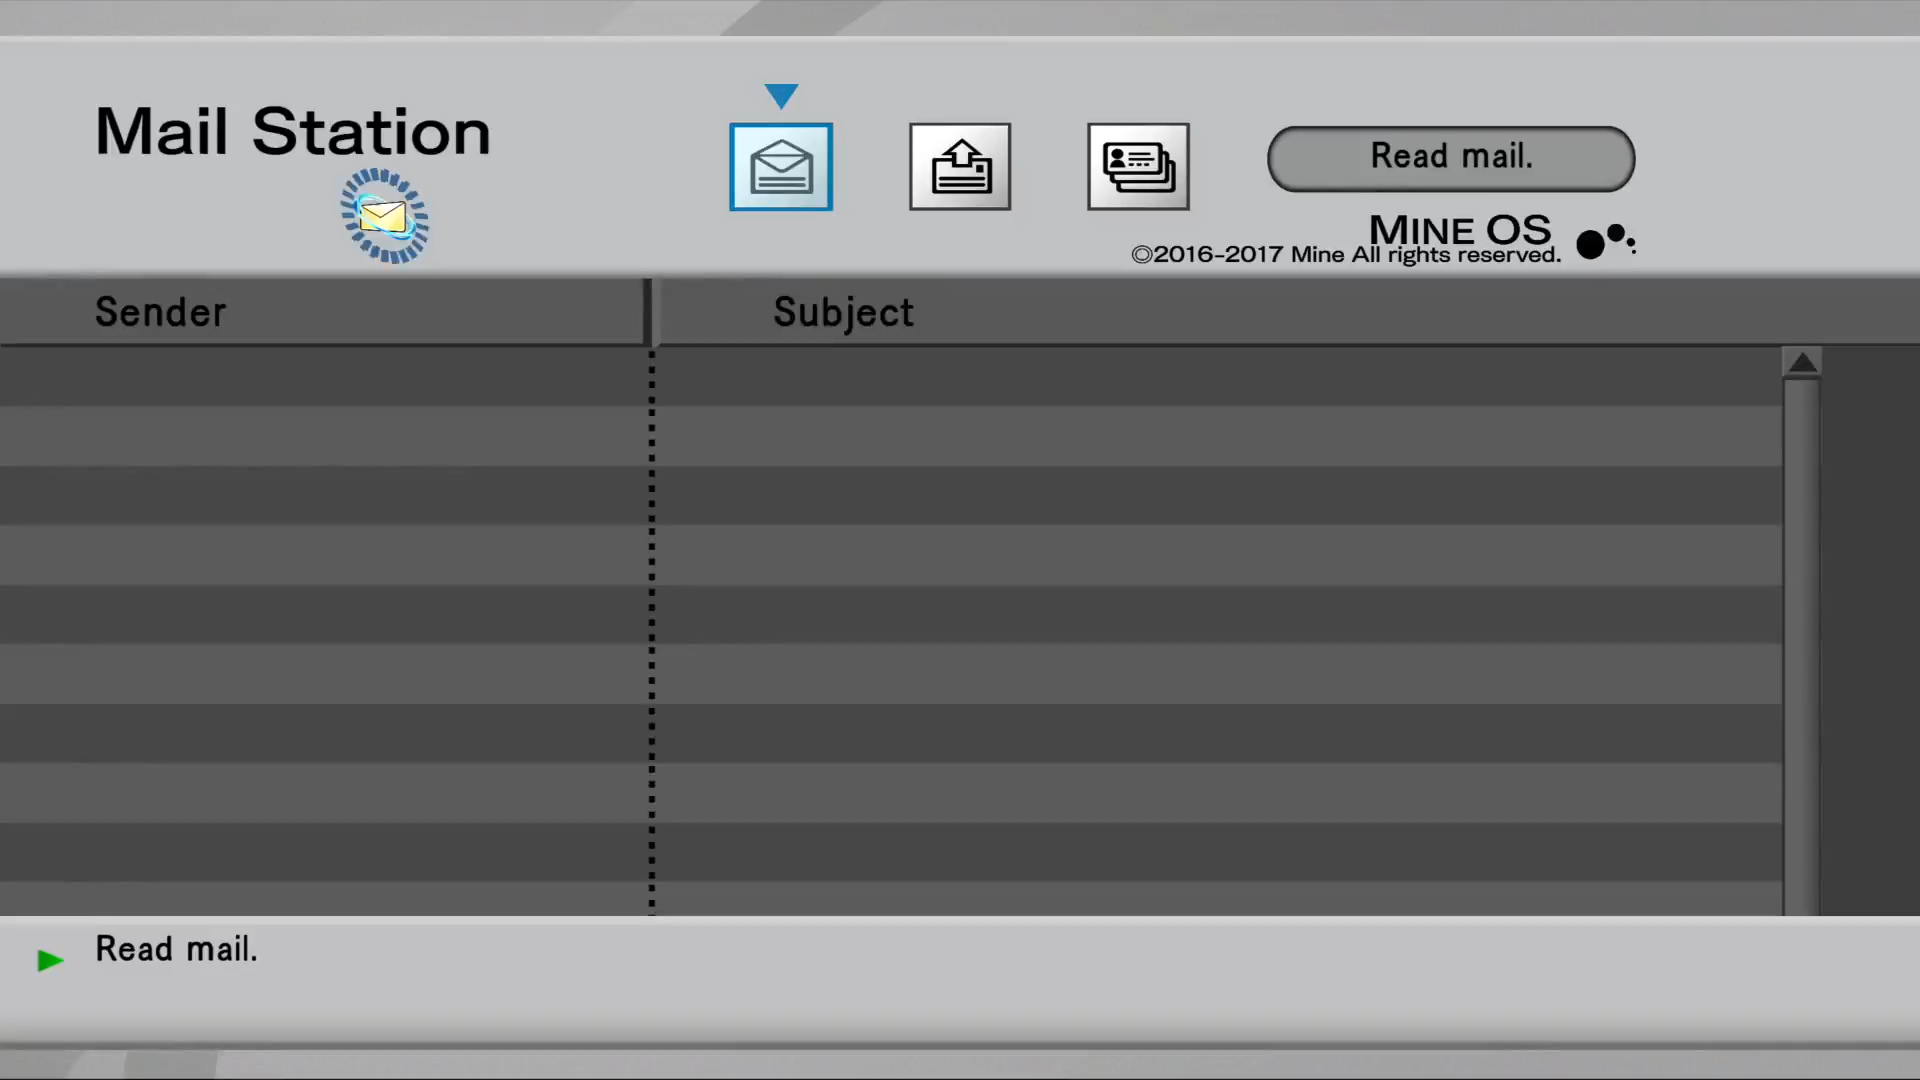 Mail Station
Read mail.
MINE OS
©2016-2017 Mine All rights reserved.
Sender
Subject
Read mail.